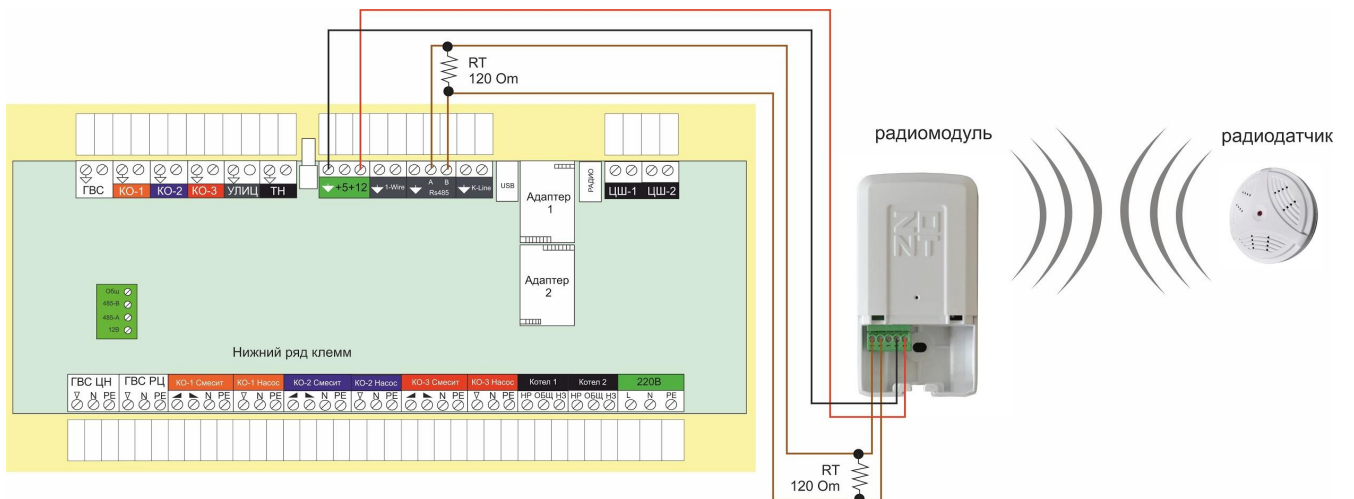 RT
120 Om
радиомодуль
радиодатчик
ГВС
КО-1
КО-2
КО-3
УЛИЦ
ТН
+5+12
1-Wire
A B
Rs485
K-Line
USB
Адаптер
1
РАДИО
ЦШ-1
ЦШ-2
ZENT
Адаптер
2
Общ
485-B
485-A
12В
Нижний ряд клемм
ГВС ЦН
ГВС РЦ
КО-1 Смесит
КО-1 Насос
КО-2 Смесит
КО-2 Насос
КО-3 Смесит
КО-3 Насос
Котел 1
Котел 2
220В
N PE
N PE
N PE
N PE
N PE
N PE
N PE
N PE
НР ОБЩ НЗ
НР ОБЩ НЗ
L N PE
RT
120 Om